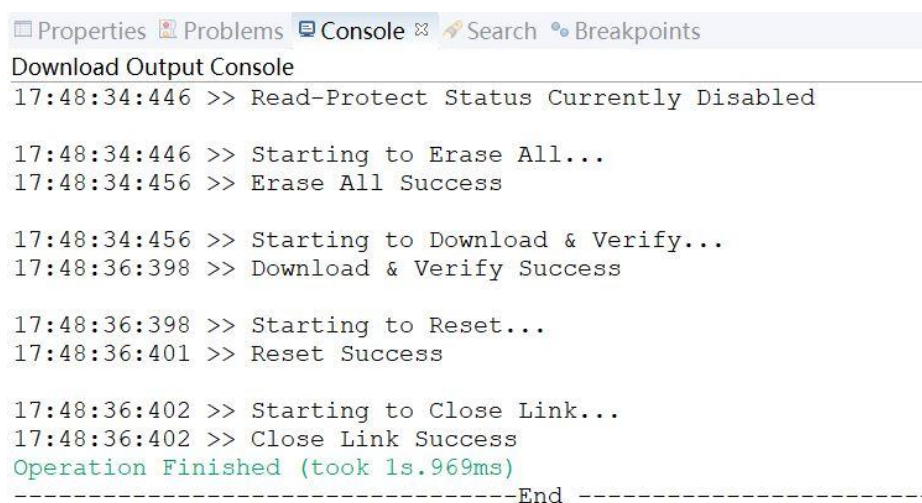 Properties Problems Console Search Breakpoints
Download Output Console
17:48:34:446 >> Read-Protect Status Currently Disabled
17:48:34:446 >> Starting to Erase All...
17:48:34:456 >> Erase All Success
17:48:34:456 >> Starting to Download & Verify...
17:48:36:398 >> Download & Verify Success
17:48:36:398 >> Starting to Reset...
17:48:36:401 >> Reset Success
17:48:36:402 >> Starting to Close Link...
17:48:36:402 >> Close Link Success
Operation Finished (took 1s.969ms)
----------------------------------End -----------------------